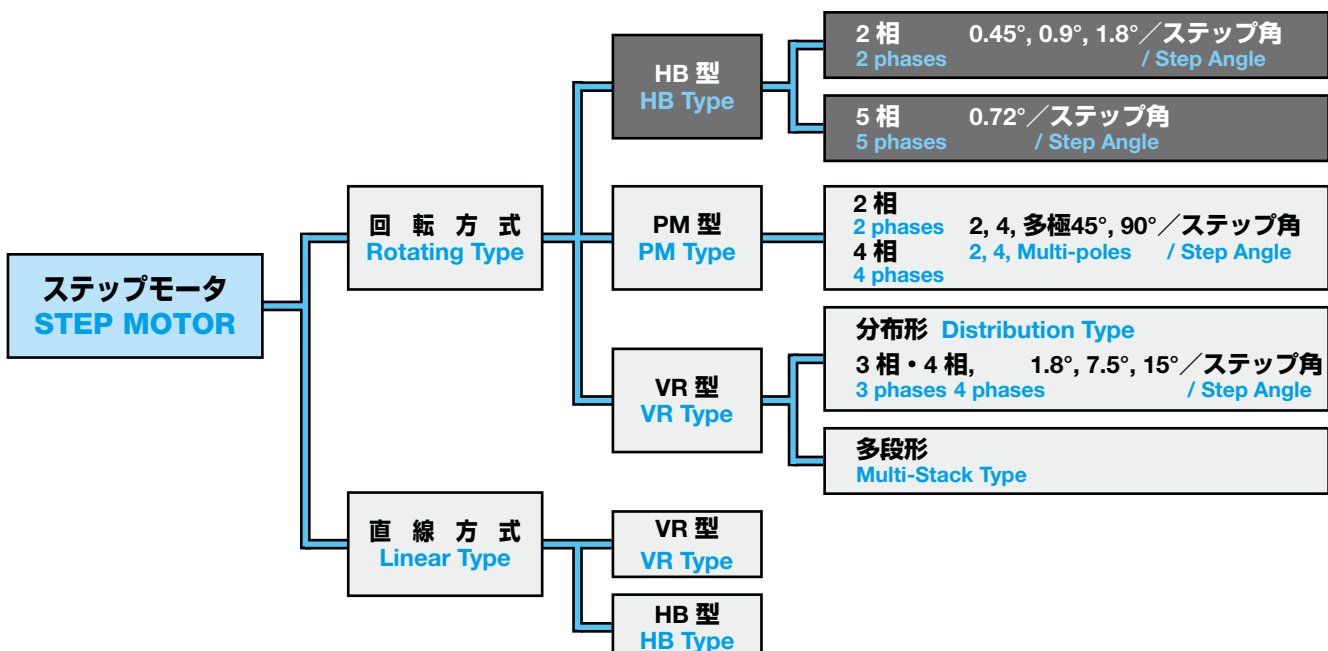 ステップモータ
STEP MOTOR
回転方式
Rotating Type
HB 型
HB Type
2 相 0.45°, 0.9°, 1.8°／ステップ角
2 phases / Step Angle
5 相 0.72°／ステップ角
5 phases / Step Angle
PM 型
PM Type
2 相
2 phases 2, 4, 多極45°, 90°／ステップ角
4 相 2, 4, Multi-poles / Step Angle
4 phases
VR 型
VR Type
分布形 Distribution Type
3 相・4 相, 1.8°, 7.5°, 15°／ステップ角
3 phases 4 phases / Step Angle
多段形
Multi-Stack Type
直線方式
Linear Type
VR 型
VR Type
HB 型
HB Type